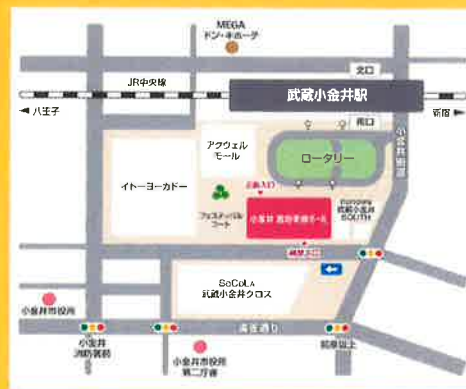 MEGA
ドン・キホーテ
JR中央線
北口
武蔵小金井駅
八王子
新宿
南口
小金井街道
アクウェル
モール
ロータリー
イトーヨーカドー
フェスティバル
コート
小金井 宮地楽器ホール
武蔵小金井
SOUTH
SoCoLA
武蔵小金井クロス
小金井市役所
連雀通り
小金井
消防署前
前原坂上
小金井市役所
第二庁舎